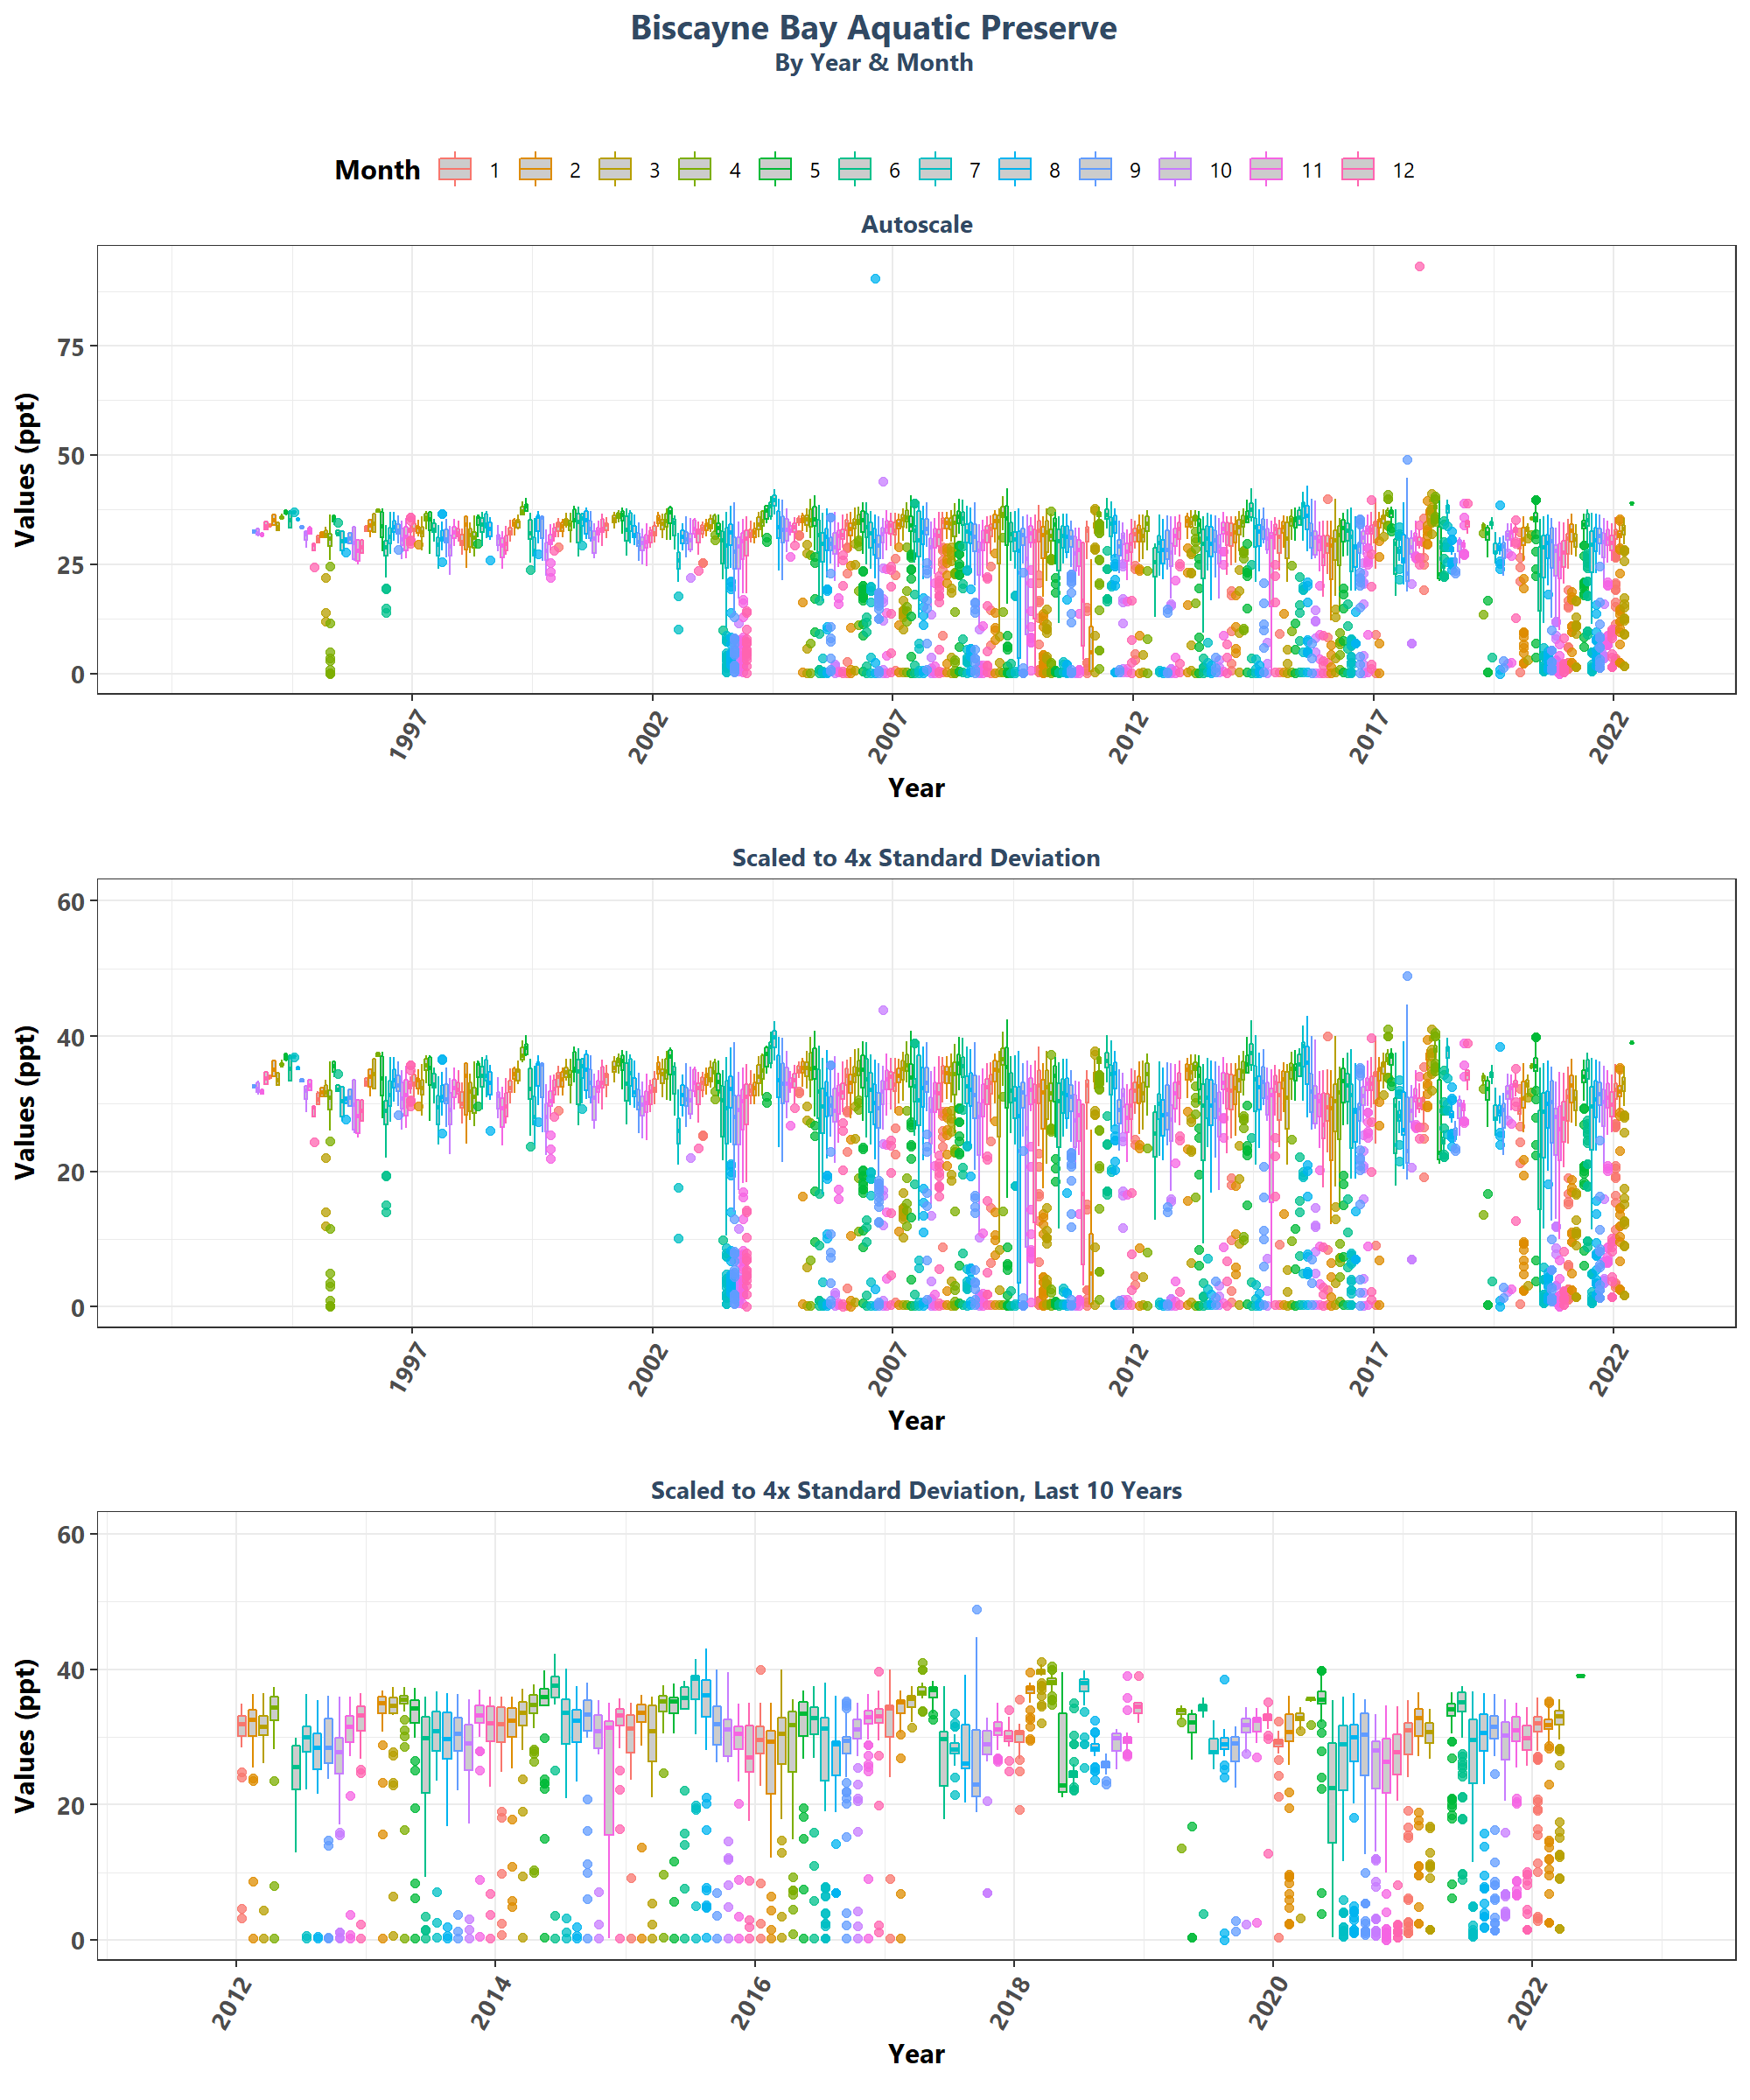 Biscayne Bay Aquatic Preserve
By Year & Month
Month 1 2 3 4 5 6 7 8 9 10 11 12
Autoscale
Values (ppt)
75
50
25
0
1997 2002 2007 2012 2017 2022
Year
Scaled to 4x Standard Deviation
Values (ppt)
60
40
20
0
1997 2002 2007 2012 2017 2022
Year
Scaled to 4x Standard Deviation, Last 10 Years
Values (ppt)
60
40
20
0
2012 2014 2016 2018 2020 2022
Year